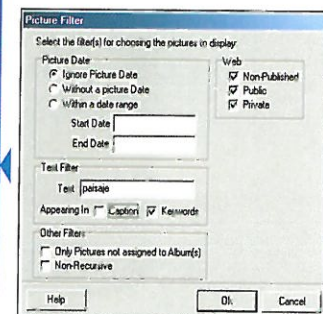 Picture Filter
Select the filter(s) for choosing the pictures to display
Picture Date
Ignore Picture Date
Without a picture Date
Within a date range
Start Date
End Date
Web
Non-Published
Public
Private
Text Filter
Text paisaje
Appearing In Caption Keywords
Other Filters
Only Pictures not assigned to Album(s)
Non-Recursive
Help Ok Cancel